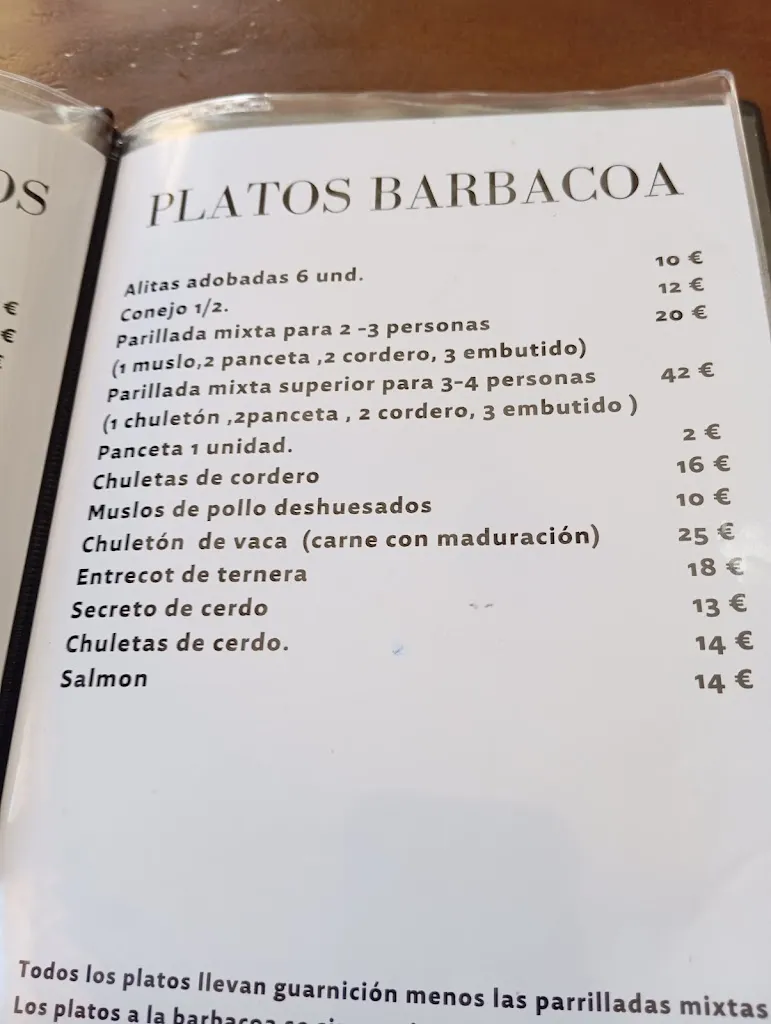 OS
€
€
PLATOS BARBACOA
Alitas adobadas 6 und. 10 €
Conejo 1/2. 12 €
Parillada mixta para 2 -3 personas 20 €
(1 muslo,2 panceta ,2 cordero, 3 embutido)
Parillada mixta superior para 3-4 personas 42 €
(1 chuletón ,2panceta , 2 cordero, 3 embutido )
Panceta 1 unidad. 2 €
Chuletas de cordero 16 €
Muslos de pollo deshuesados 10 €
Chuletón de vaca (carne con maduración) 25 €
Entrecot de ternera 18 €
Secreto de cerdo 13 €
Chuletas de cerdo. 14 €
Salmon 14 €
Todos los platos llevan guarnición menos las parrilladas mixtas
Los platos a la barbacoa se